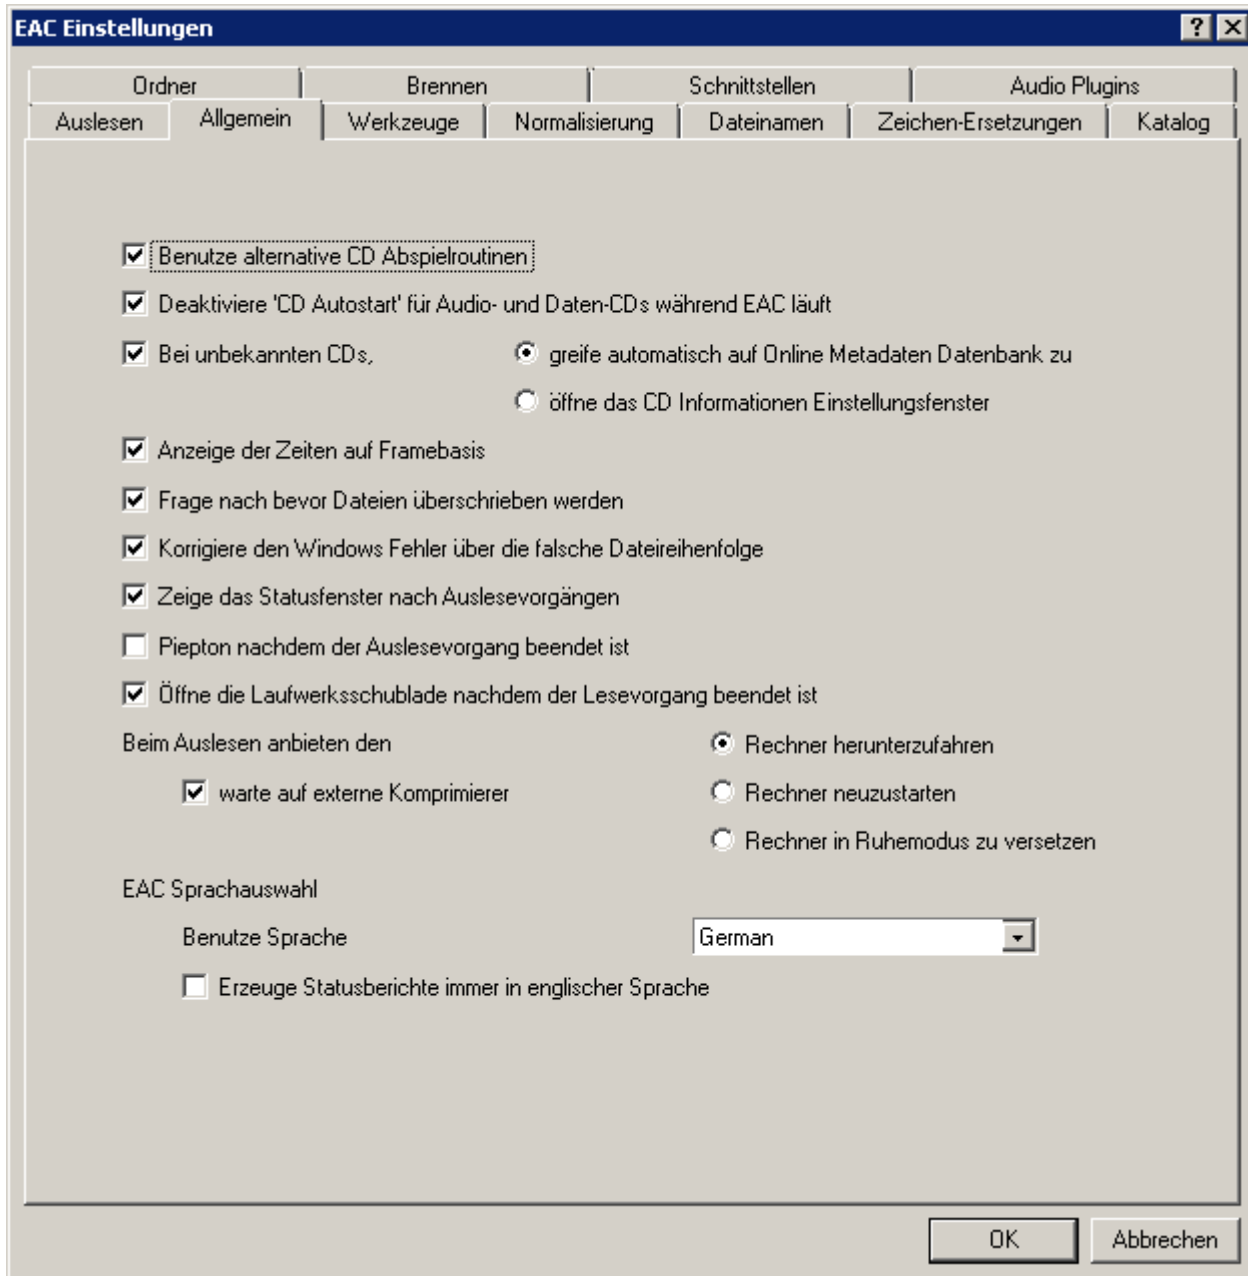 EAC Einstellungen
Ordner Brennen Schnittstellen Audio Plugins
Auslesen Allgemein Werkzeuge Normalisierung Dateinamen Zeichen-Ersetzungen Katalog
Benutze alternative CD Abspielroutinen
Deaktiviere 'CD Autostart' für Audio- und Daten-CDs während EAC läuft
Bei unbekannten CDs, greife automatisch auf Online Metadaten Datenbank zu
öffne das CD Informationen Einstellungsfenster
Anzeige der Zeiten auf Framebasis
Frage nach bevor Dateien überschrieben werden
Korrigiere den Windows Fehler über die falsche Dateireihenfolge
Zeige das Statusfenster nach Auslesevorgängen
Piepton nachdem der Auslesevorgang beendet ist
Öffne die Laufwerksschublade nachdem der Lesevorgang beendet ist
Beim Auslesen anbieten den Rechner herunterzufahren
warte auf externe Komprimierer Rechner neuzustarten
Rechner in Ruhemodus zu versetzen
EAC Sprachauswahl
Benutze Sprache German
Erzeuge Statusberichte immer in englischer Sprache
OK Abbrechen